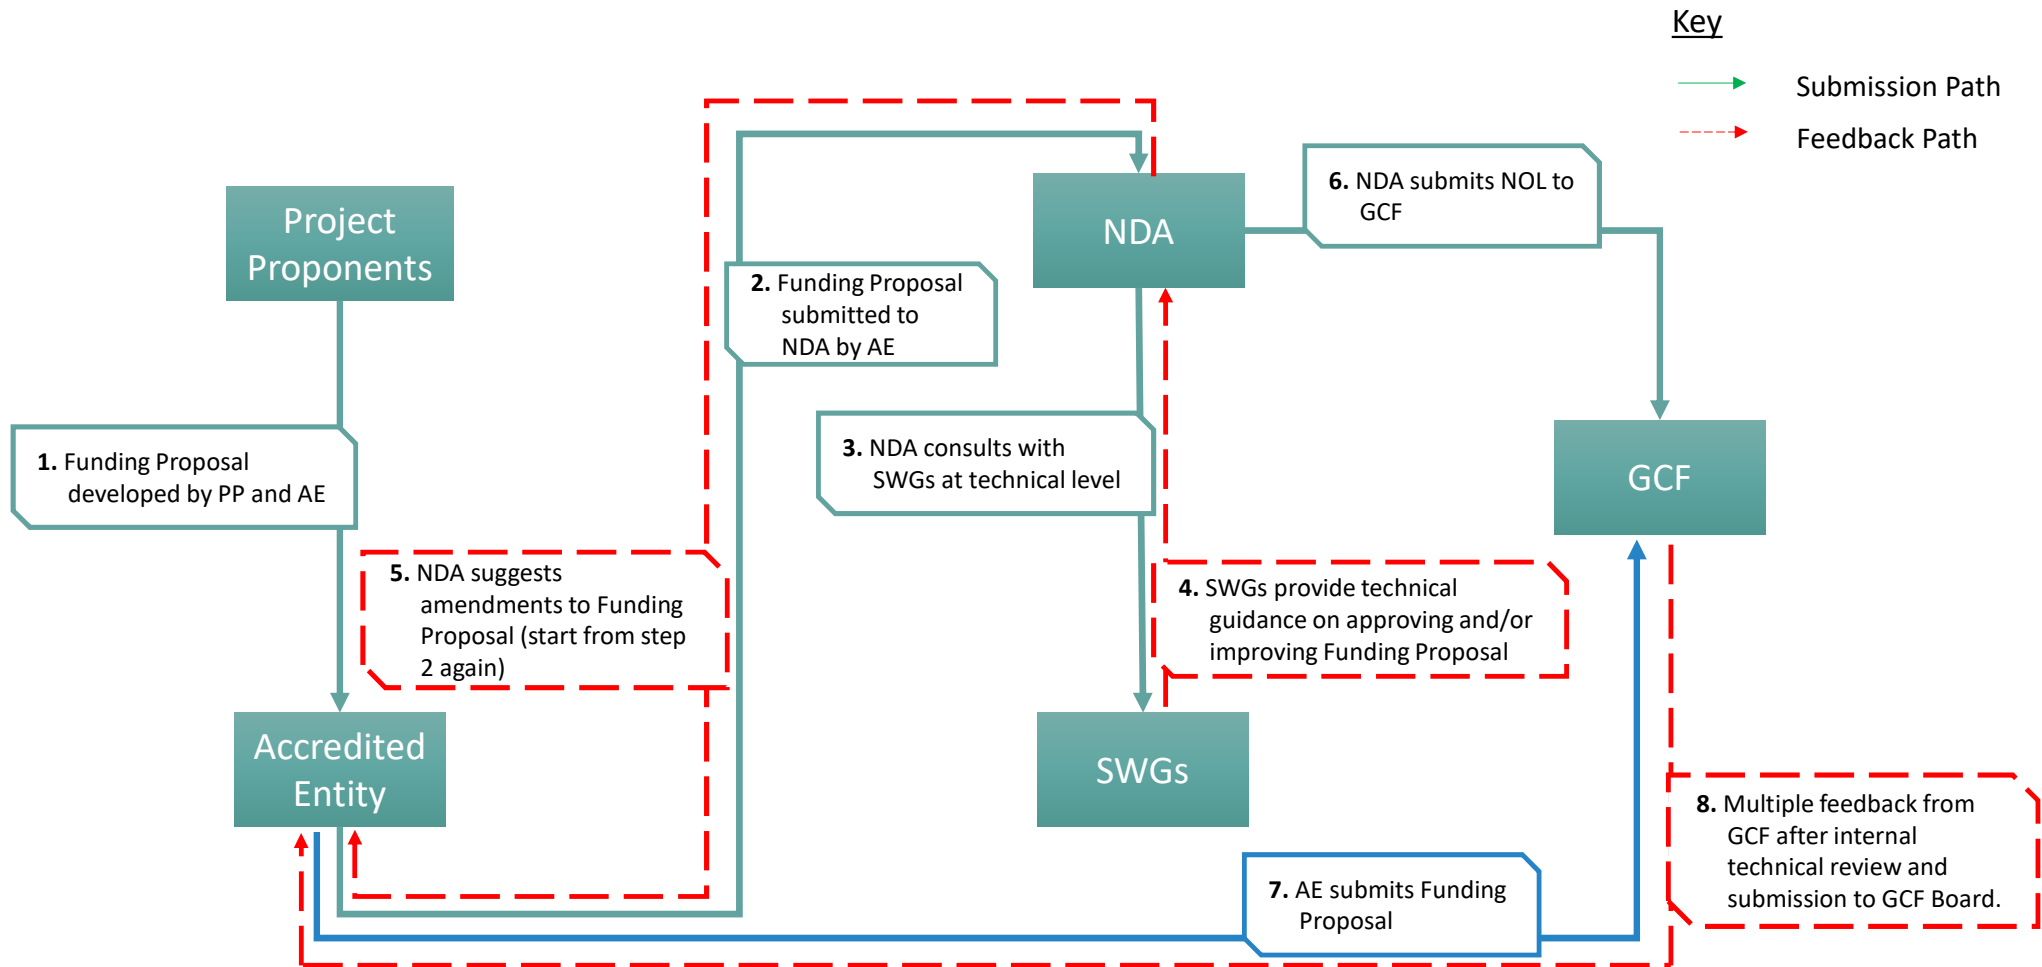 Key
Submission Path
Feedback Path
Project
Proponents
NDA
6. NDA submits NOL to
GCF
2. Funding Proposal
submitted to
NDA by AE
1. Funding Proposal
developed by PP and AE
3. NDA consults with
SWGs at technical level
GCF
5. NDA suggests
amendments to Funding
Proposal (start from step
2 again)
4. SWGs provide technical
guidance on approving and/or
improving Funding Proposal
Accredited
Entity
SWGs
8. Multiple feedback from
GCF after internal
technical review and
submission to GCF Board.
7. AE submits Funding
Proposal